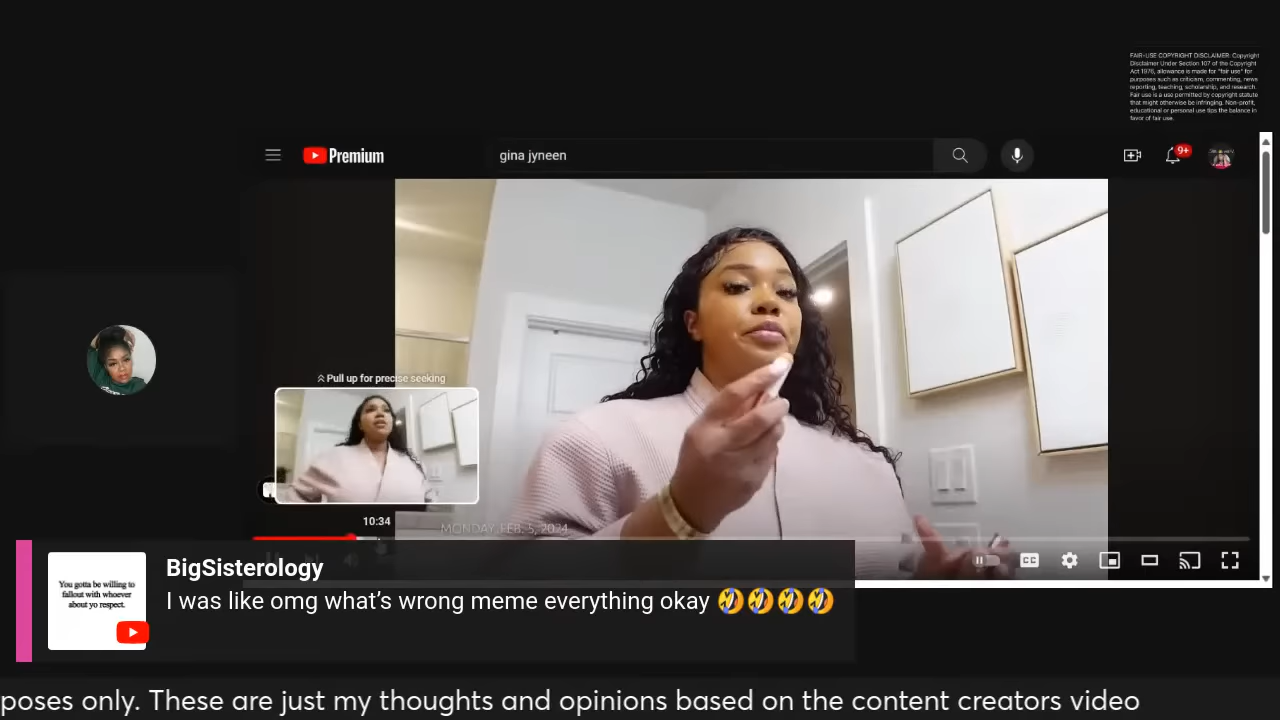 FAIR-USE COPYRIGHT DISCLAIMER: Copyright
Disclaimer Under Section 107 of the Copyright
Act 1976, allowance is made for "fair use" for
purposes such as criticism, commenting, news
reporting, teaching, scholarship, and research.
Fair use is a use permitted by copyright statute
that might otherwise be infringing. Non-profit,
educational or personal use tips the balance in
favor of fair use.
Premium
gina jyneen
9+
Pull up for precise seeking
10:34
MONDAY, FEB. 5, 2024
CC
You gotta be willing to
fallout with whoever
about yo respect.
BigSisterology
I was like omg what’s wrong meme everything okay 🤣🤣🤣🤣
poses only. These are just my thoughts and opinions based on the content creators video